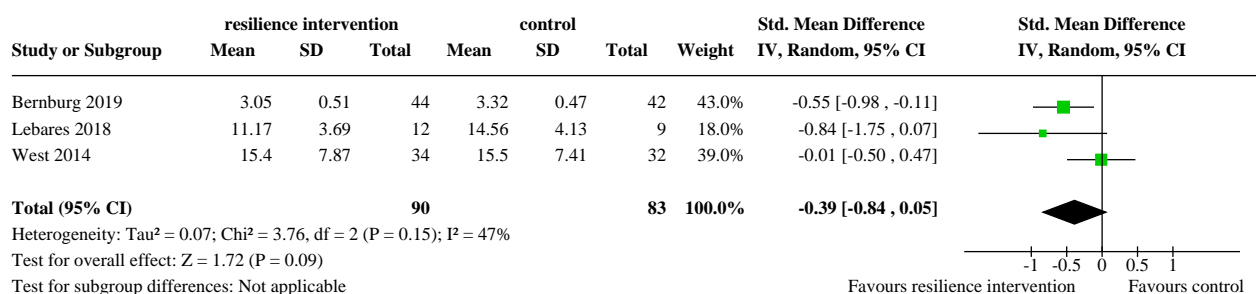 resilience intervention control Std. Mean Difference Std. Mean Difference
Study or Subgroup Mean SD Total Mean SD Total Weight IV, Random, 95% CI IV, Random, 95% CI
Bernburg 2019 3.05 0.51 44 3.32 0.47 42 43.0% -0.55 [-0.98 , -0.11]
Lebares 2018 11.17 3.69 12 14.56 4.13 9 18.0% -0.84 [-1.75 , 0.07]
West 2014 15.4 7.87 34 15.5 7.41 32 39.0% -0.01 [-0.50 , 0.47]
Total (95% CI) 90 83 100.0% -0.39 [-0.84 , 0.05]
Heterogeneity: Tau² = 0.07; Chi² = 3.76, df = 2 (P = 0.15); I² = 47%
Test for overall effect: Z = 1.72 (P = 0.09)
-1 -0.5 0 0.5 1
Test for subgroup differences: Not applicable Favours resilience intervention Favours control